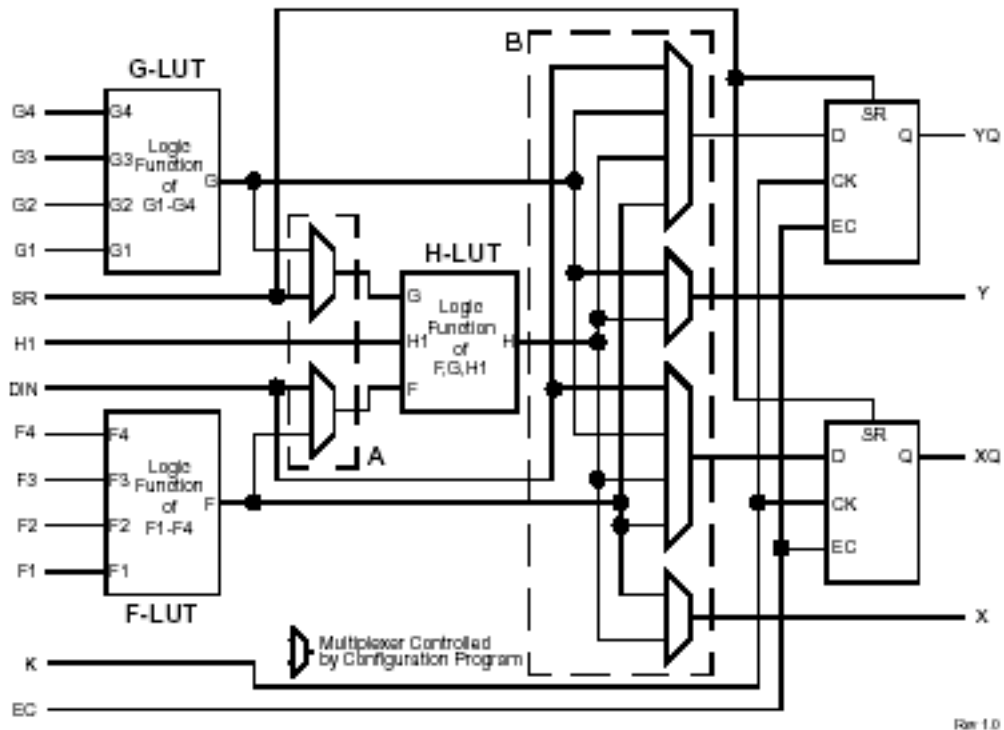 B
G-LUT
G4
G3
G2
G1
G4
G3
G2
G1
Logic
Function
of
G1-G4
G
SR
H1
DIN
H-LUT
G
H1
F
Logic
Function
of
F,G,H1
H
A
F4
F3
F2
F1
F4
F3
F2
F1
Logic
Function
of
F1-F4
F
F-LUT
SR
D
CK
EC
Q
YQ
Y
SR
D
CK
EC
Q
XQ
X
Multiplexer Controlled
by Configuration Program
K
EC
Rev 1.0